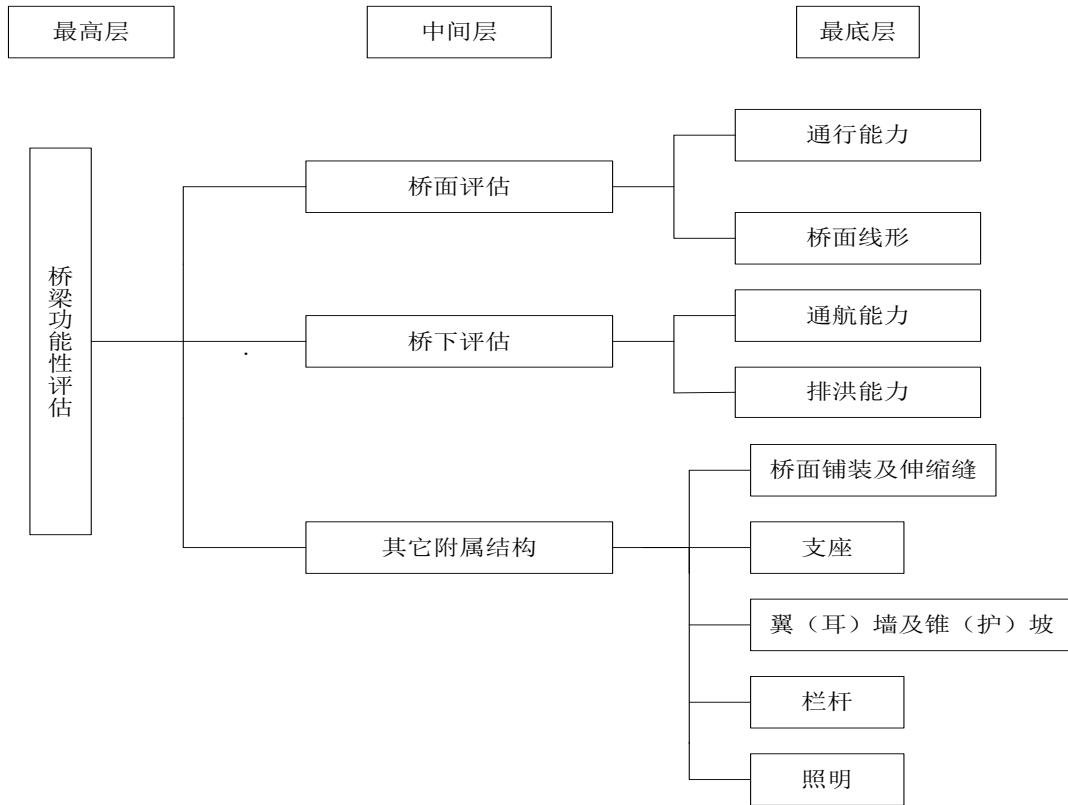 最高层
中间层
最底层
桥梁功能性评估
桥面评估
通行能力
桥面线形
桥下评估
通航能力
排洪能力
其它附属结构
桥面铺装及伸缩缝
支座
翼（耳）墙及锥（护）坡
栏杆
照明